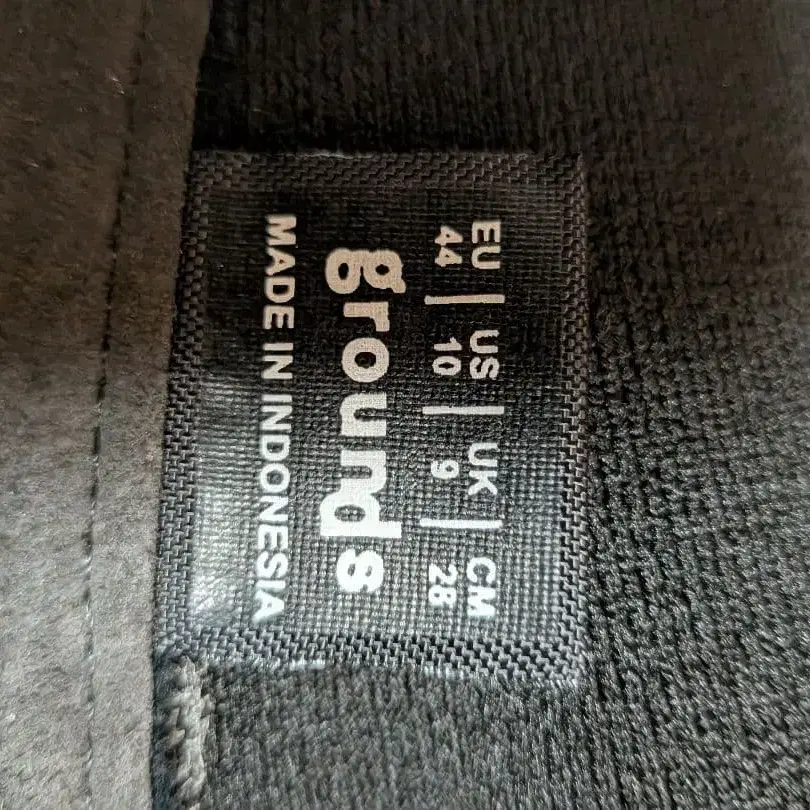 EU | US | UK | CM
44 | 10 | 9 | 28
grounds
MADE IN INDONESIA